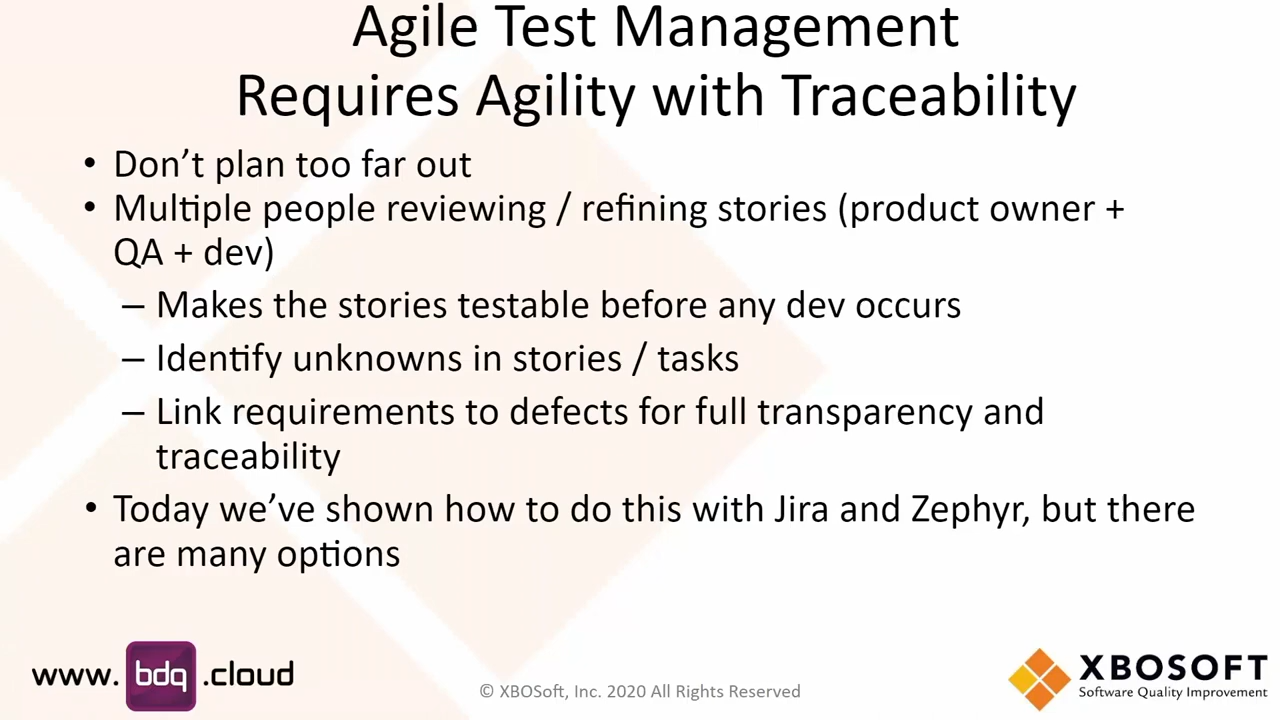 Agile Test Management
Requires Agility with Traceability
• Don’t plan too far out
• Multiple people reviewing / refining stories (product owner +
QA + dev)
– Makes the stories testable before any dev occurs
– Identify unknowns in stories / tasks
– Link requirements to defects for full transparency and
traceability
• Today we’ve shown how to do this with Jira and Zephyr, but there
are many options
www.bdq.cloud
© XBOSoft, Inc. 2020 All Rights Reserved
XBOSOFT
Software Quality Improvement